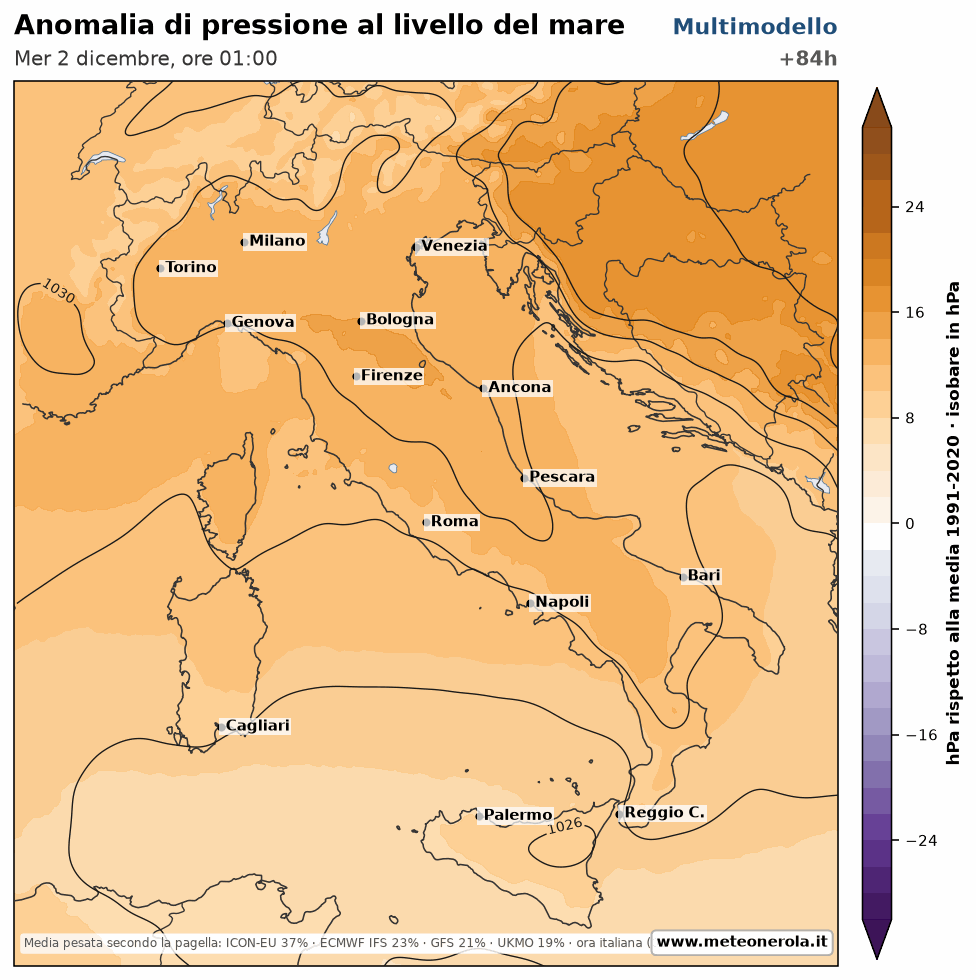 Anomalia di pressione al livello del mare
Multimodello
Mer 2 dicembre, ore 01:00
+84h
1030
Milano
Venezia
Torino
Genova
Bologna
Firenze
Ancona
Pescara
Roma
Bari
Napoli
Cagliari
Palermo
Reggio C.
1026
24
16
8
0
−8
−16
−24
hPa rispetto alla media 1991-2020 · isobare in hPa
Media pesata secondo la pagella: ICON-EU 37% · ECMWF IFS 23% · GFS 21% · UKMO 19% · ora italiana (
www.meteonerola.it